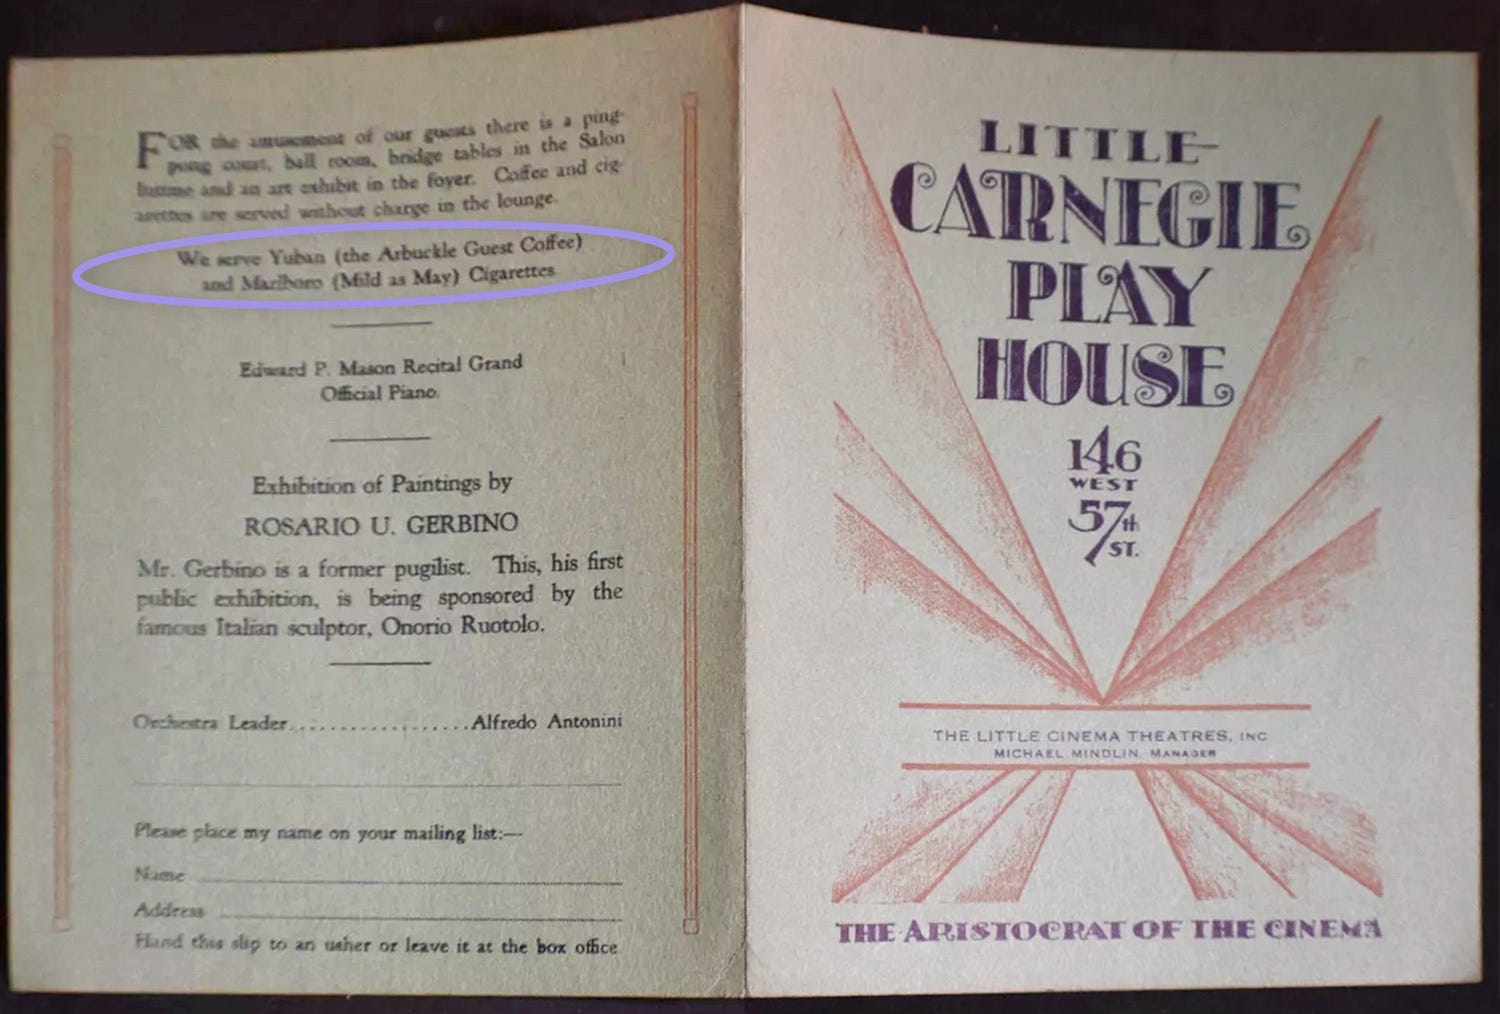 FOR the amusement of our guests there is a ping-
pong court, ball room, bridge tables in the Salon
Intime and an art exhibit in the foyer. Coffee and cig-
arettes are served without charge in the lounge.
We serve Yuban (the Arbuckle Guest Coffee)
and Marlboro (Mild as May) Cigarettes
Edward P. Mason Recital Grand
Official Piano.
Exhibition of Paintings by
ROSARIO U. GERBINO
Mr. Gerbino is a former pugilist. This, his first
public exhibition, is being sponsored by the
famous Italian sculptor, Onorio Ruotolo.
Orchestra Leader..................Alfredo Antonini
Please place my name on your mailing list:—
Name
Address
Hand this slip to an usher or leave it at the box office
LITTLE
CARNEGIE
PLAY
HOUSE
146
WEST
57th
ST.
THE LITTLE CINEMA THEATRES, INC
MICHAEL MINDLIN, MANAGER
THE ARISTOCRAT OF THE CINEMA